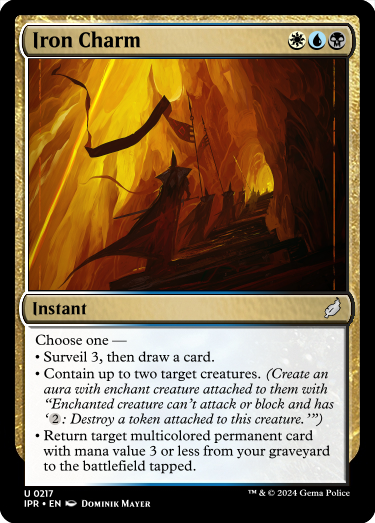 Iron Charm
Instant
Choose one —
• Surveil 3, then draw a card.
• Contain up to two target creatures. (Create an
aura with enchant creature attached to them with
“Enchanted creature can't attack or block and has
‘2: Destroy a token attached to this creature.’”)
• Return target multicolored permanent card
with mana value 3 or less from your graveyard
to the battlefield tapped.
U 0217
IPR • EN Dominik Mayer
™ & © 2024 Gema Police